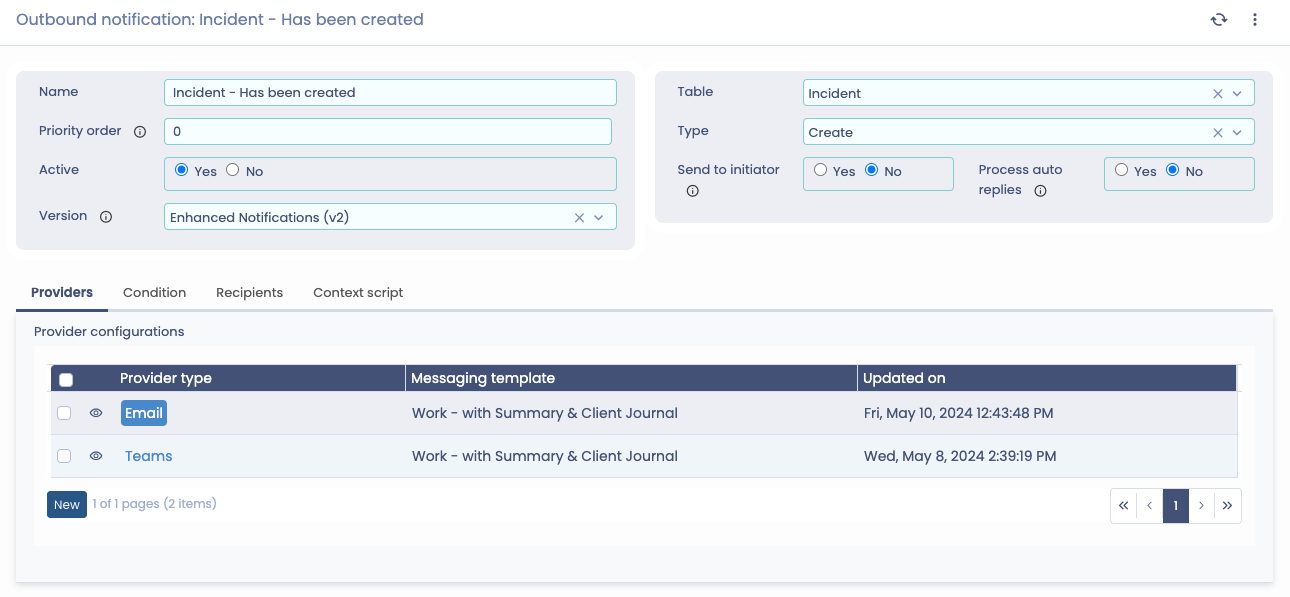 Outbound notification: Incident - Has been created
Name
Incident - Has been created
Priority order
0
Active
Yes No
Version
Enhanced Notifications (v2)
Table
Incident
Type
Create
Send to initiator
Yes No
Process auto
replies
Yes No
Providers Condition Recipients Context script
Provider configurations
Provider type Messaging template Updated on
Email Work - with Summary & Client Journal Fri, May 10, 2024 12:43:48 PM
Teams Work - with Summary & Client Journal Wed, May 8, 2024 2:39:19 PM
New 1 of 1 pages (2 items) « ‹ 1 › »